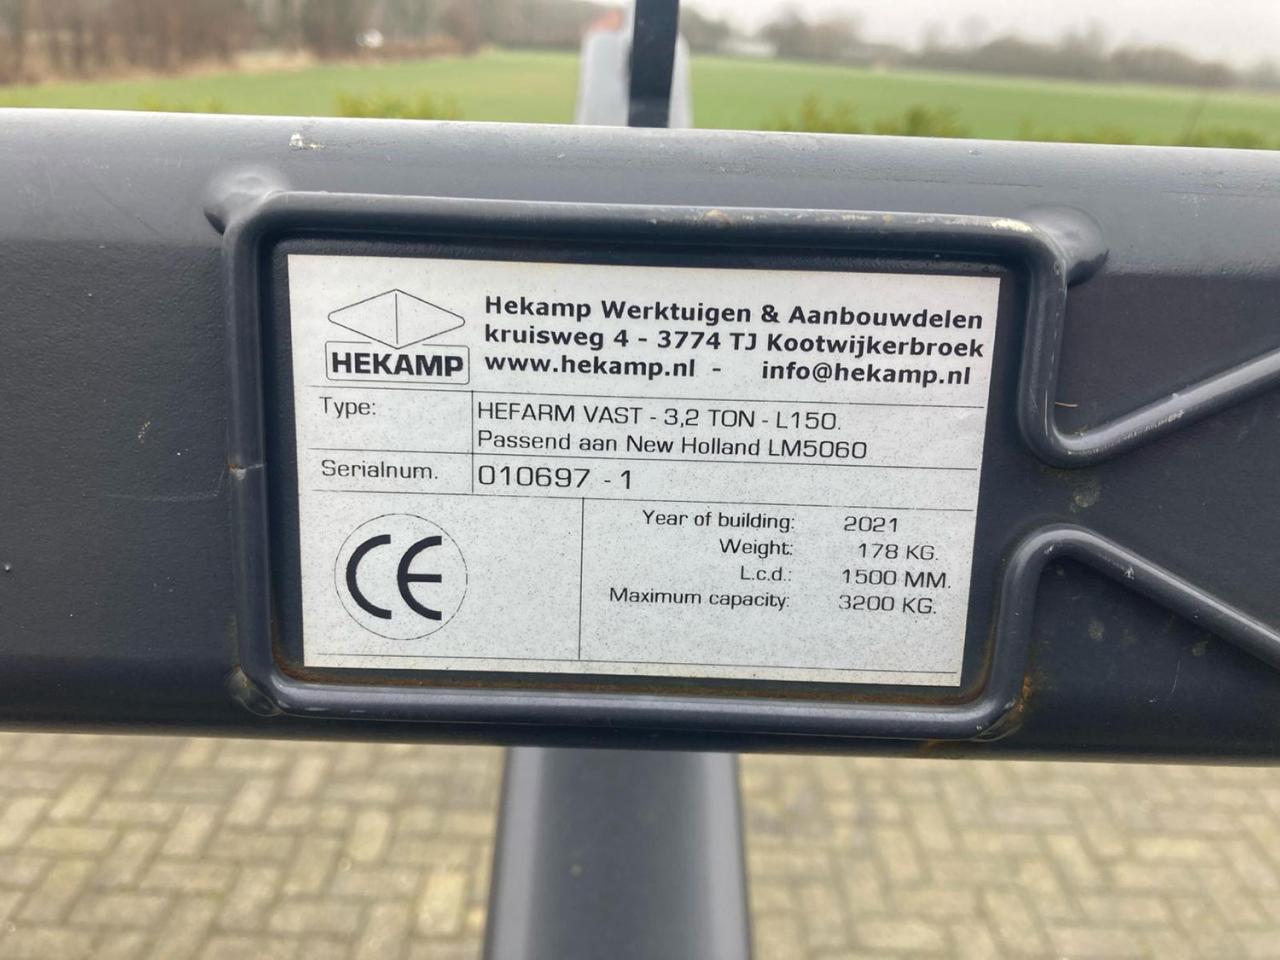 HEKAMP
Hekamp Werktuigen & Aanbouwdelen
kruisweg 4 - 3774 TJ Kootwijkerbroek
www.hekamp.nl - info@hekamp.nl
Type: HEFARM VAST - 3,2 TON - L150.
Passend aan New Holland LM5060
Serialnum. 010697 - 1
CE
Year of building: 2021
Weight: 178 KG.
L.c.d.: 1500 MM.
Maximum capacity: 3200 KG.